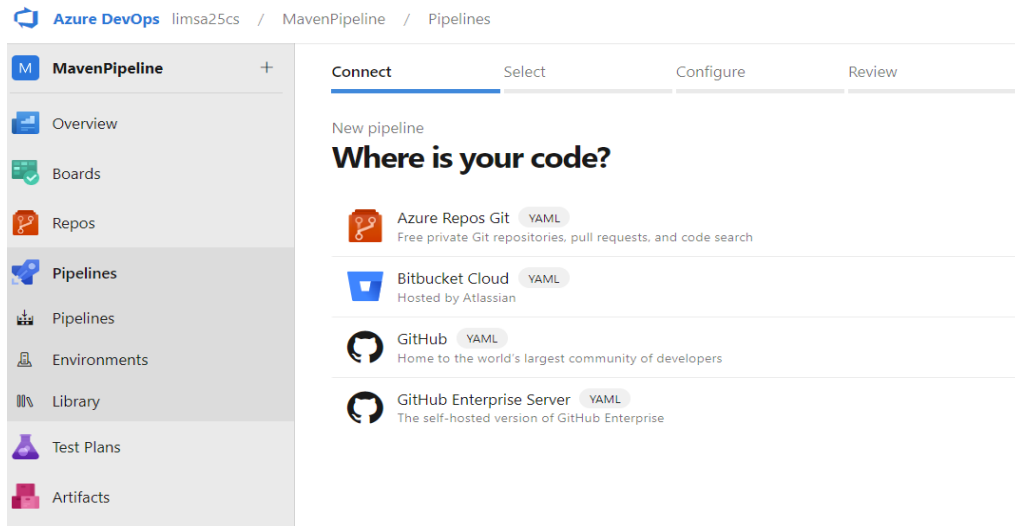 Azure DevOps limsa25cs / MavenPipeline / Pipelines
M MavenPipeline +
Overview
Boards
Repos
Pipelines
Pipelines
Environments
Library
Test Plans
Artifacts
Connect Select Configure Review
New pipeline
Where is your code?
Azure Repos Git YAML
Free private Git repositories, pull requests, and code search
Bitbucket Cloud YAML
Hosted by Atlassian
GitHub YAML
Home to the world's largest community of developers
GitHub Enterprise Server YAML
The self-hosted version of GitHub Enterprise